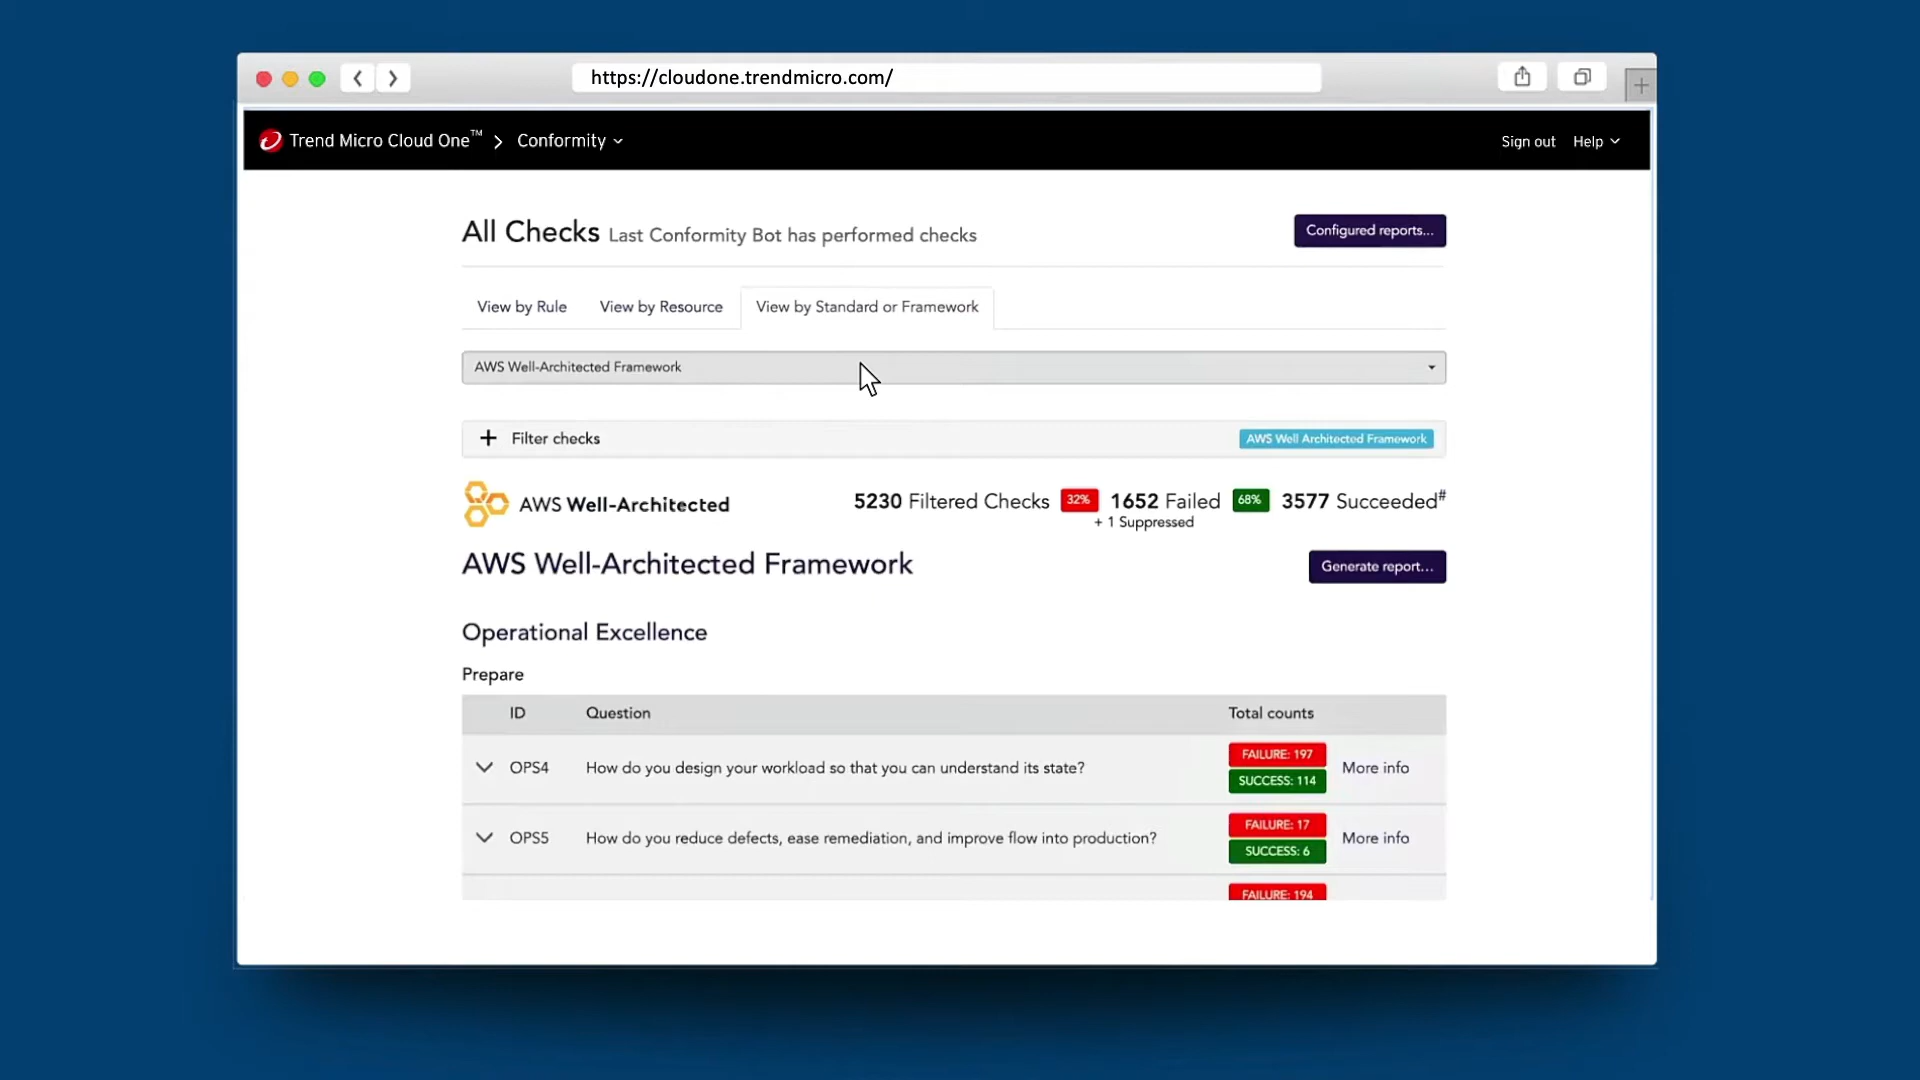 https://cloudone.trendmicro.com/
Trend Micro Cloud One™ Conformity Sign out Help
All Checks Last Conformity Bot has performed checks Configured reports...
View by Rule View by Resource View by Standard or Framework
AWS Well-Architected Framework
Filter checks AWS Well Architected Framework
AWS Well-Architected 5230 Filtered Checks 32% 1652 Failed 68% 3577 Succeeded#
+ 1 Suppressed
AWS Well-Architected Framework Generate report...
Operational Excellence
Prepare
ID Question Total counts
OPS4 How do you design your workload so that you can understand its state? FAILURE: 197 SUCCESS: 114 More info
OPS5 How do you reduce defects, ease remediation, and improve flow into production? FAILURE: 17 SUCCESS: 6 More info
FAILURE: 194